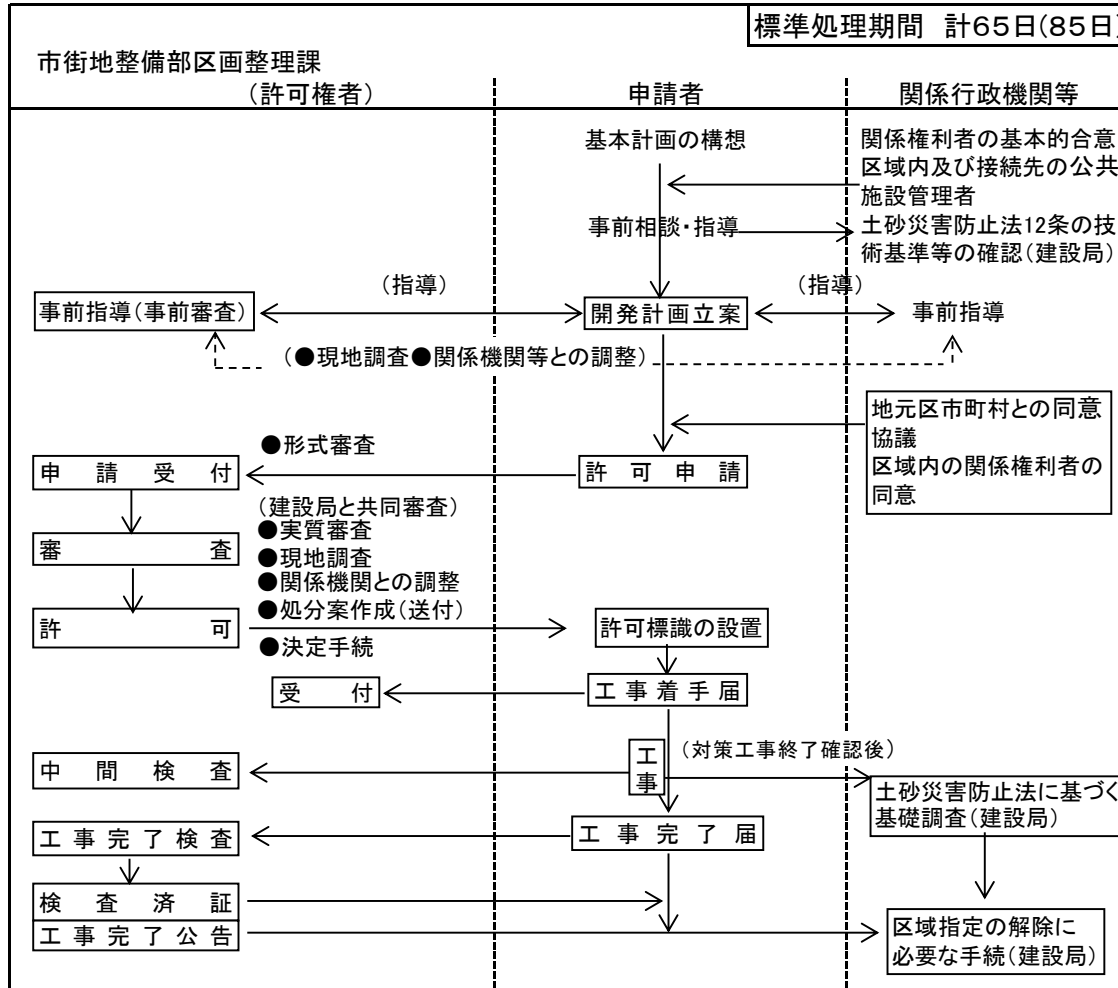 標準処理期間 計65日(85日)
市街地整備部区画整理課
(許可権者)
申請者
関係行政機関等
基本計画の構想
関係権利者の基本的合意
区域内及び接続先の公共
施設管理者
事前相談・指導
土砂災害防止法12条の技
術基準等の確認(建設局)
(指導)
(指導)
事前指導(事前審査)
開発計画立案
事前指導
(●現地調査●関係機関等との調整)
地元区市町村との同意
協議
区域内の関係権利者の
同意
●形式審査
申請受付
許可申請
(建設局と共同審査)
●実質審査
審査
●現地調査
●関係機関との調整
●処分案作成(送付)
許可
許可標識の設置
●決定手続
受付
工事着手届
工事
(対策工事終了確認後)
中間検査
土砂災害防止法に基づく
基礎調査(建設局)
工事完了検査
工事完了届
検査済証
工事完了公告
区域指定の解除に
必要な手続(建設局)